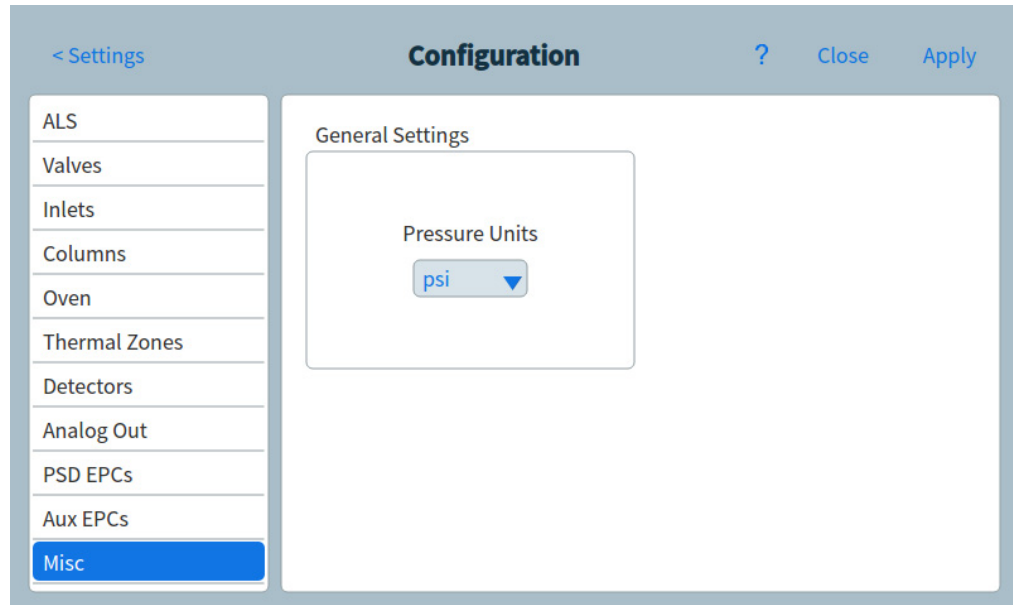 < Settings
Configuration
?
Close
Apply
ALS
Valves
Inlets
Columns
Oven
Thermal Zones
Detectors
Analog Out
PSD EPCs
Aux EPCs
Misc
General Settings
Pressure Units
psi